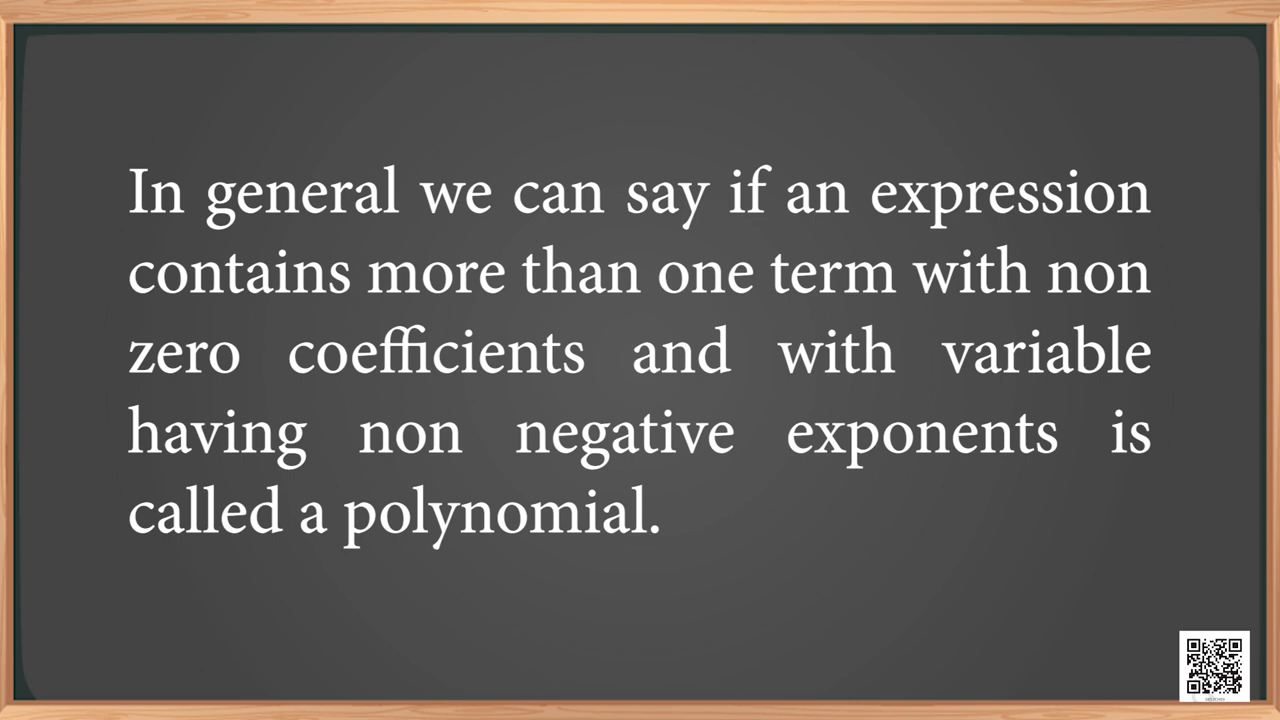 In general we can say if an expression
contains more than one term with non
zero coefficients and with variable
having non negative exponents is
called a polynomial.